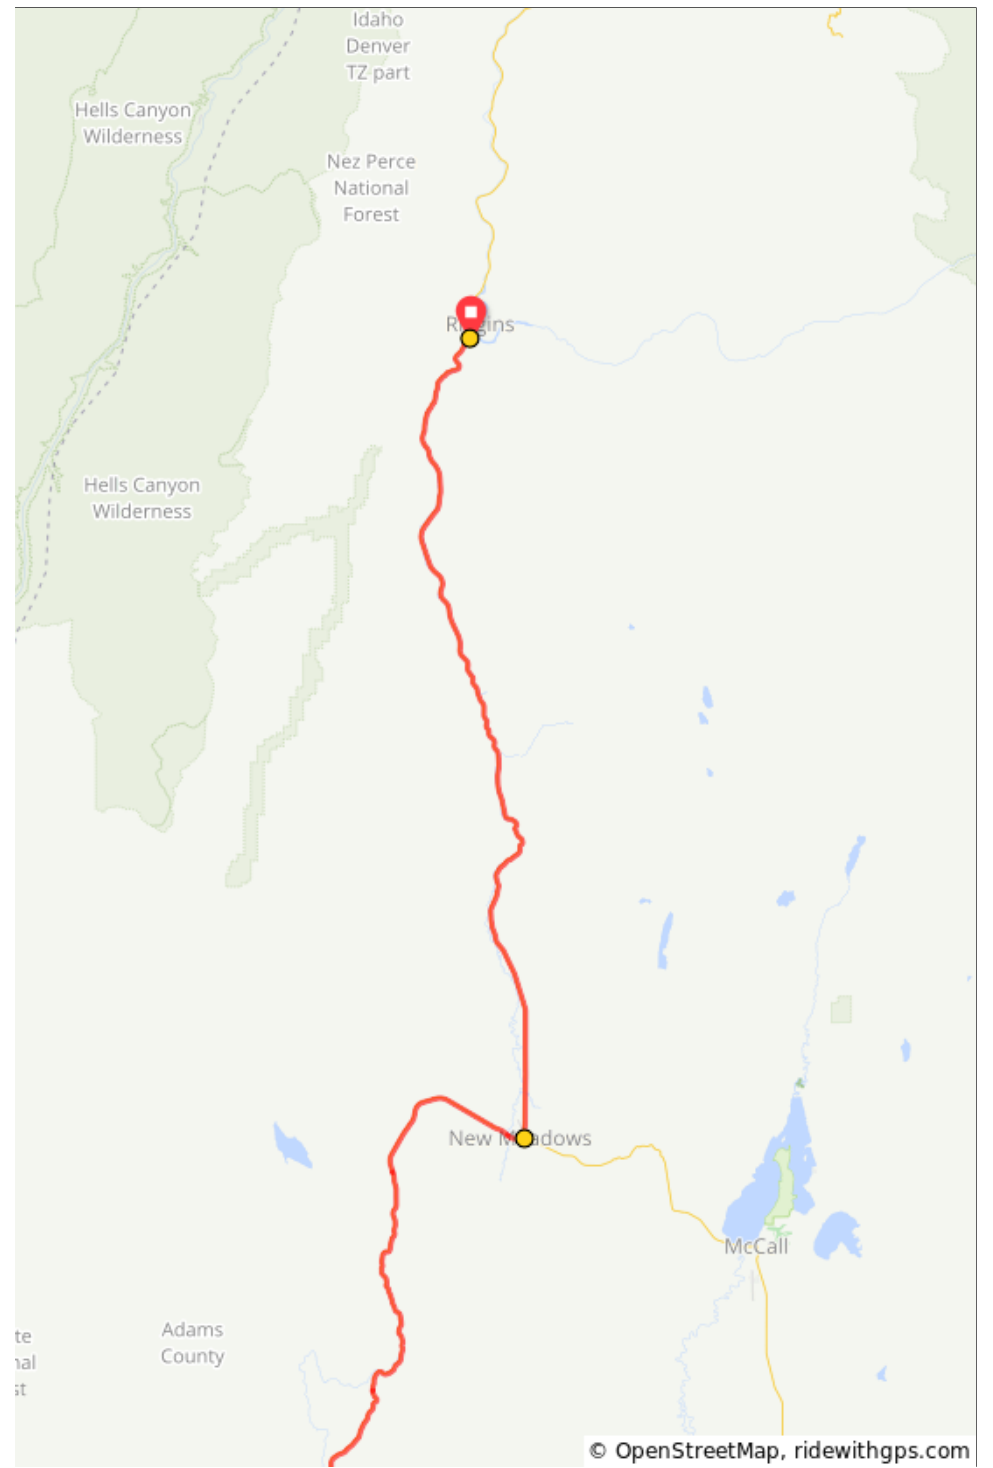 Idaho
Denver
TZ part
Hells Canyon
Wilderness
Nez Perce
National
Forest
Hells Canyon
Wilderness
New Meadows
McCall
Adams
County
© OpenStreetMap, ridewithgps.com